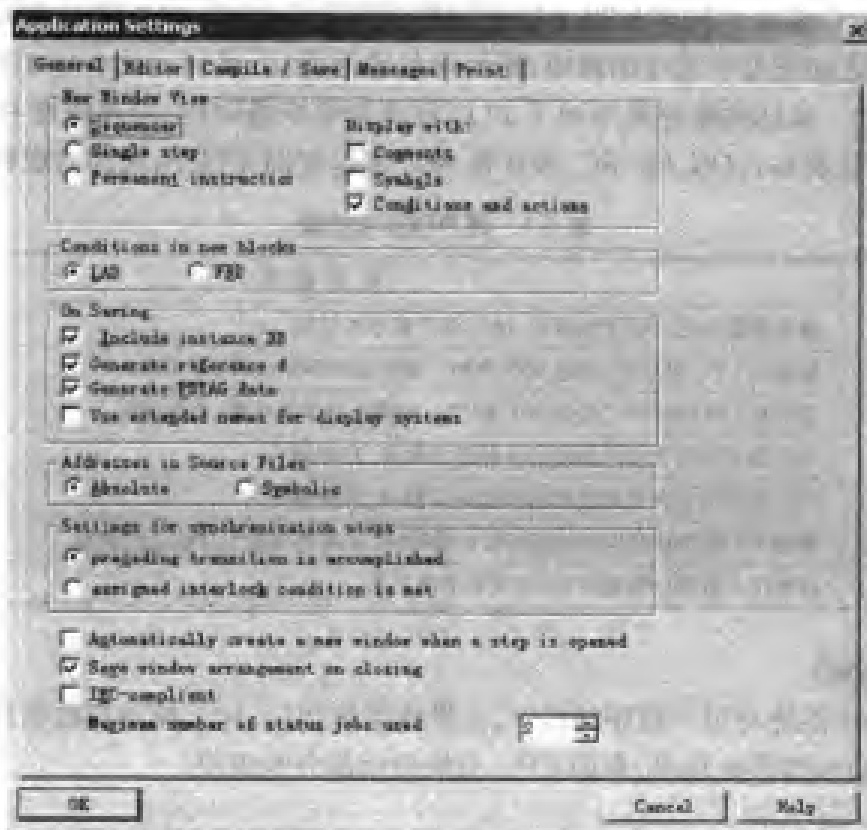 Application Settings
General Editor Compile / Save Messages Print
New Window View
Sequencer
Single step
Permanent instruction
Display with:
Comments
Symbols
Conditions and actions
Conditions in new blocks
LAD FBD
On Saving
Include instance DB
Generate reference d
Generate PDIAG data
Use extended names for display systems
Addresses in Source Files
Absolute Symbolic
Settings for synchronization steps
preceding transition is accomplished
assigned interlock condition is met
Automatically create a new window when a step is opened
Save window arrangement on closing
IEC-compliant
Maximum number of status jobs used
OK Cancel Help